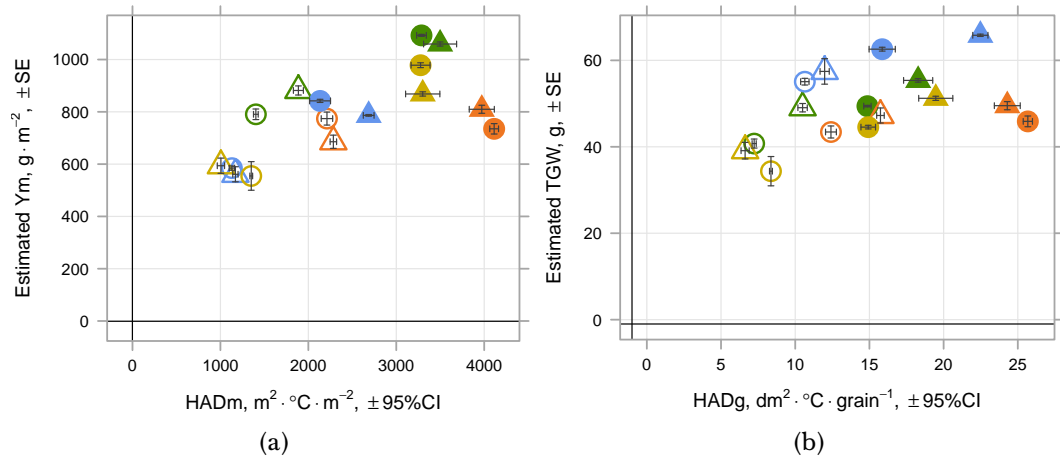 Estimated Ym, g·m⁻², ±SE
1000
800
600
400
200
0
0 1000 2000 3000 4000
HADm, m²·°C·m⁻², ±95%CI
(a)
Estimated TGW, g, ±SE
60
40
20
0
0 5 10 15 20 25
HADg, dm²·°C·grain⁻¹, ±95%CI
(b)